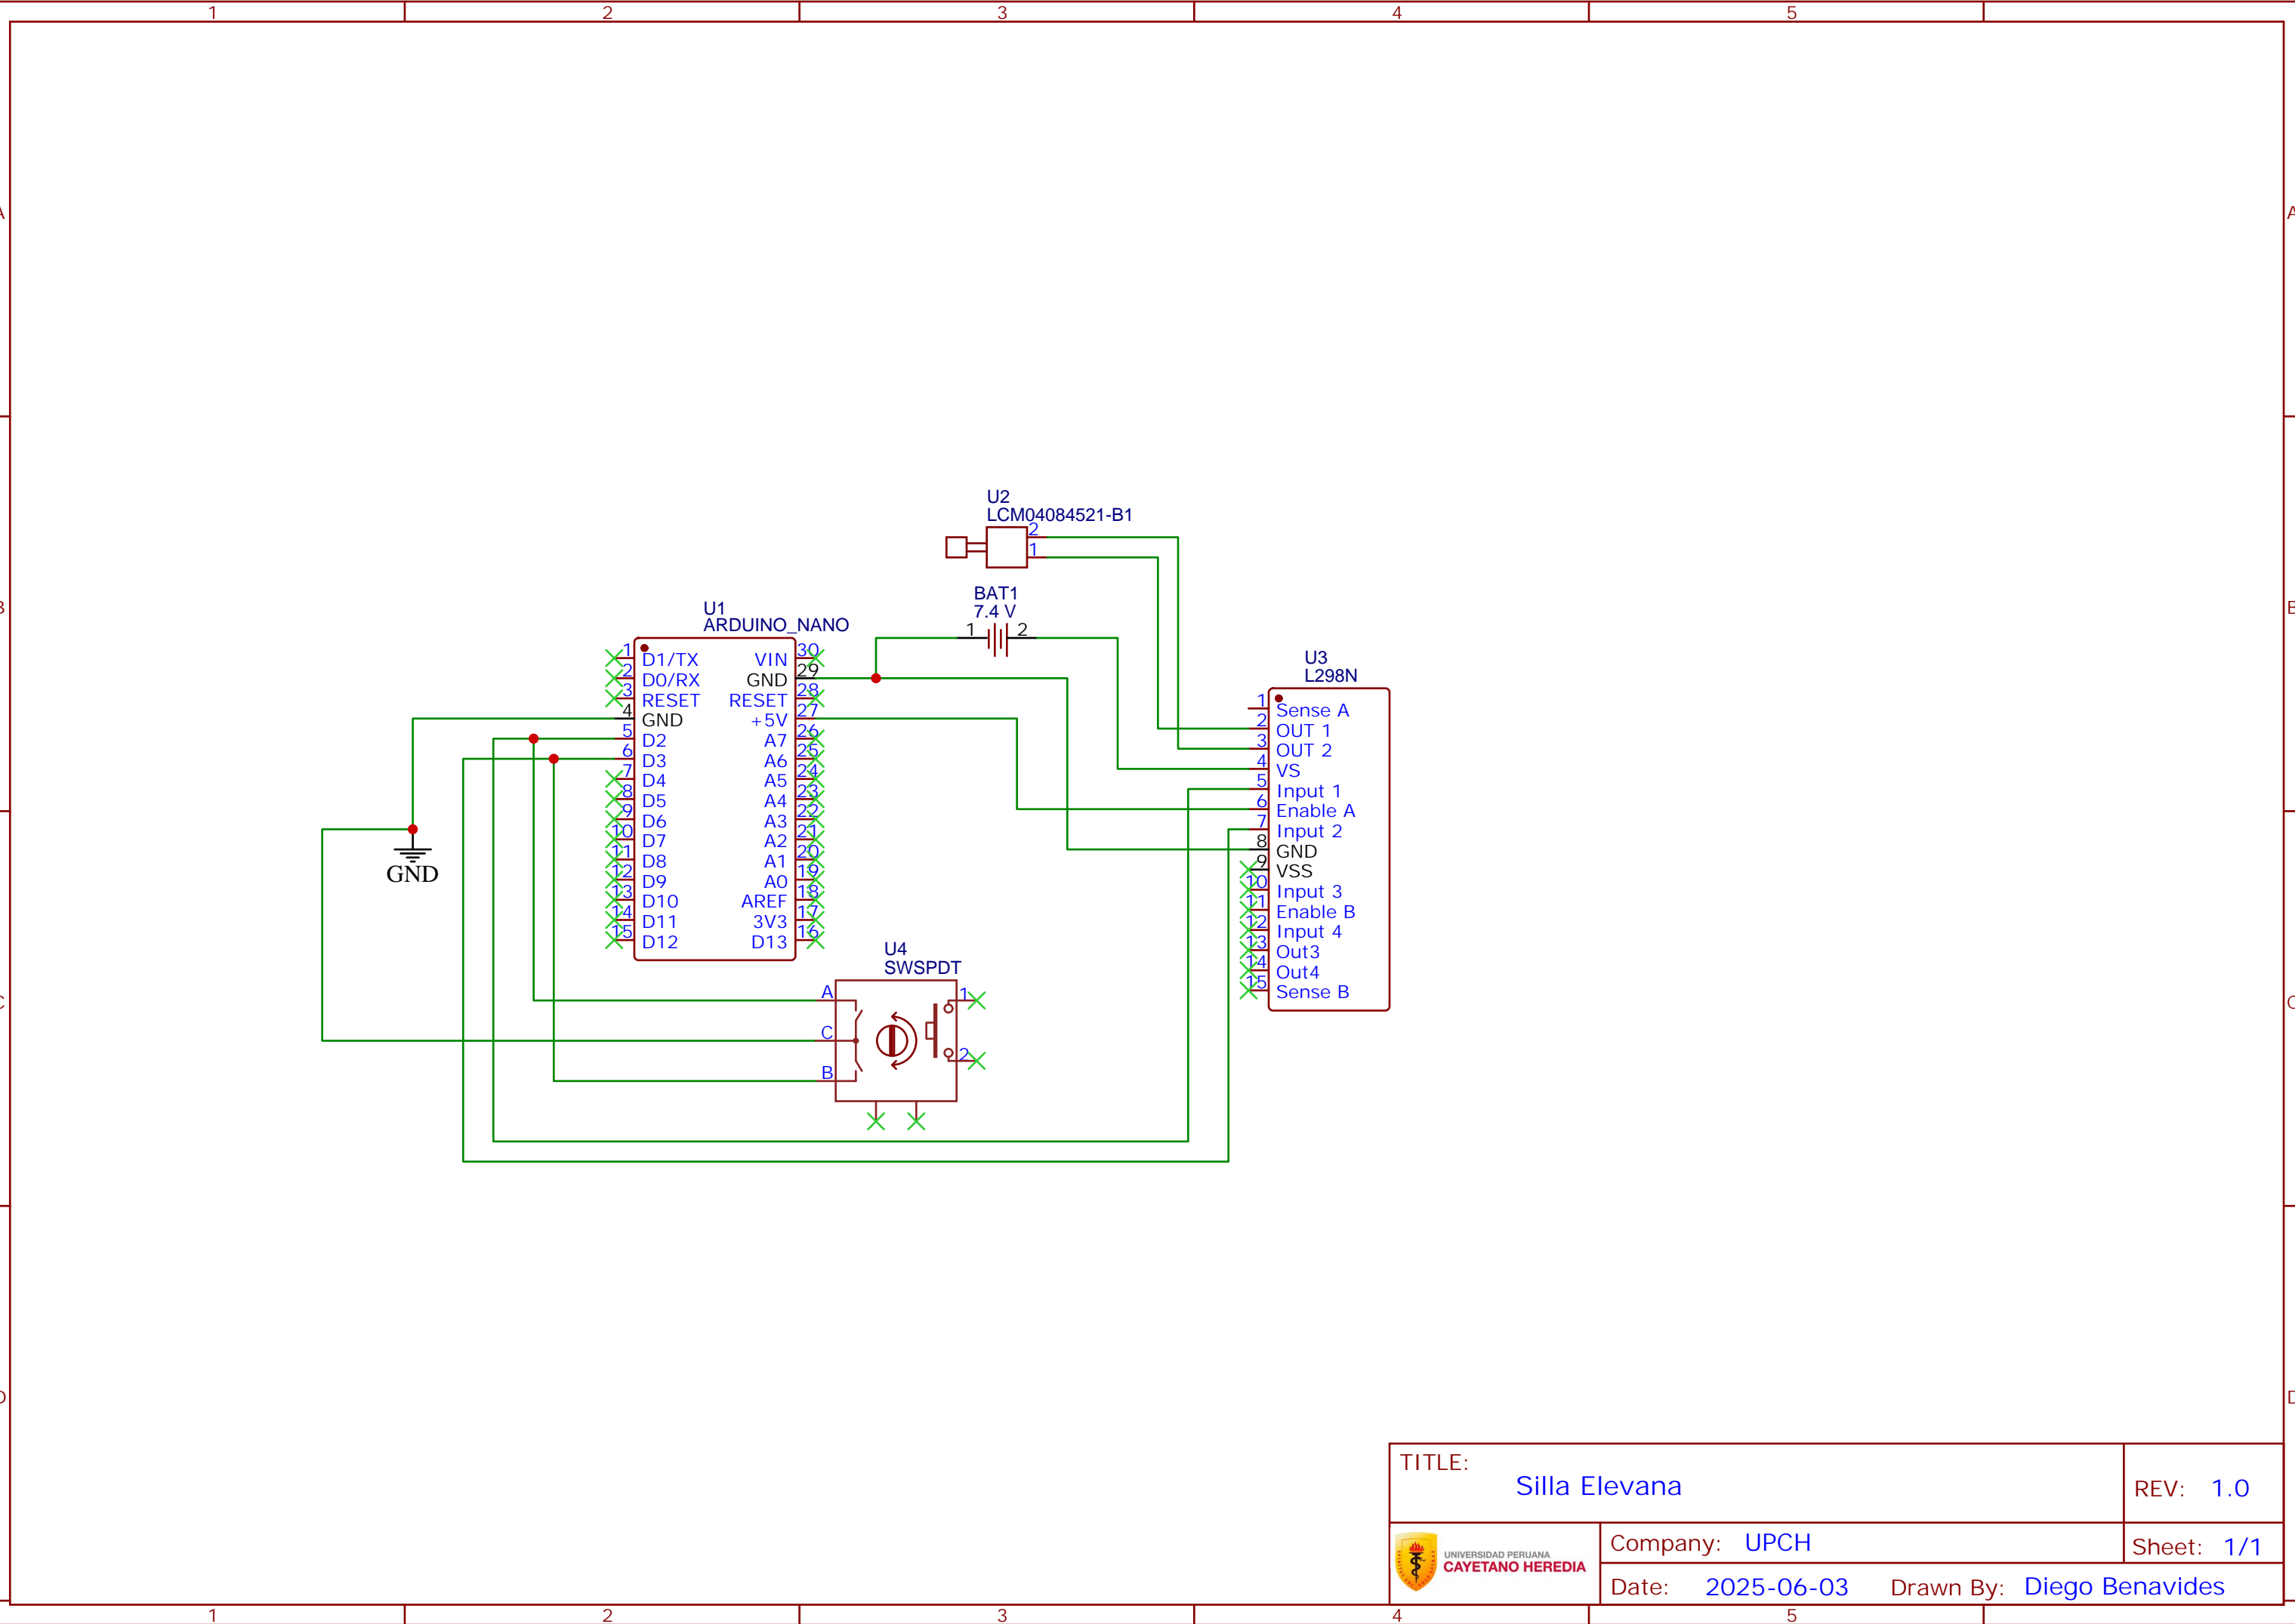 1 2 3 4 5
A A
U2
LCM04084521-B1
2
1
BAT1
7.4 V
1 2
B B
U1
ARDUINO_NANO
1 D1/TX VIN 30
2 D0/RX GND 29
3 RESET RESET 28
4 GND +5V 27
5 D2 A7 26
6 D3 A6 25
7 D4 A5 24
8 D5 A4 23
9 D6 A3 22
10 D7 A2 21
11 D8 A1 20
12 D9 A0 19
13 D10 AREF 18
14 D11 3V3 17
15 D12 D13 16
GND
U3
L298N
1 Sense A
2 OUT 1
3 OUT 2
4 VS
5 Input 1
6 Enable A
7 Input 2
8 GND
9 VSS
10 Input 3
11 Enable B
12 Input 4
13 Out3
14 Out4
15 Sense B
U4
SWSPDT
A 1
C
B 2
C C
D D
TITLE:
Silla Elevana
REV: 1.0
UNIVERSIDAD PERUANA
CAYETANO HEREDIA
Company: UPCH
Sheet: 1/1
Date: 2025-06-03 Drawn By: Diego Benavides
1 2 3 4 5